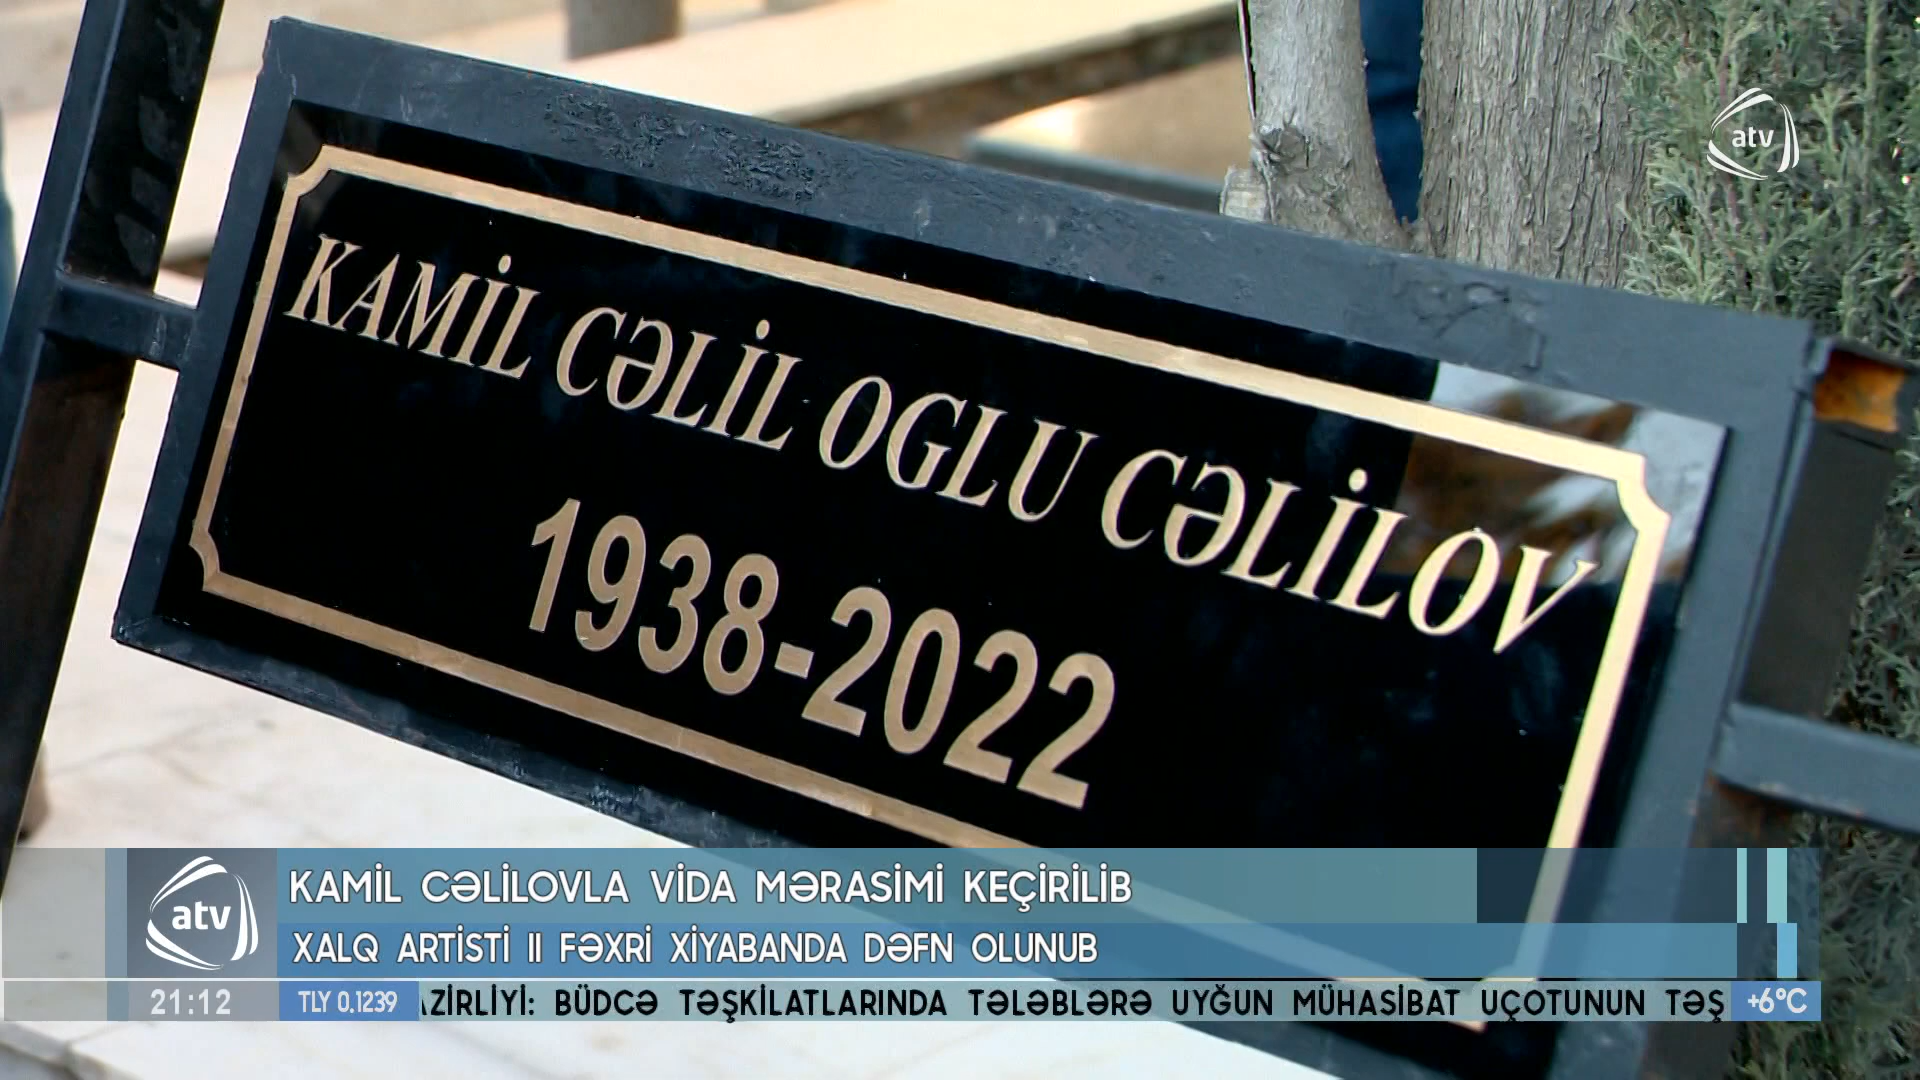 atv
KAMİL CƏLİL OGLU CƏLİLOV
1938-2022
atv
KAMİL CƏLİLOVLA VİDA MƏRASİMİ KEÇİRİLİB
XALQ ARTİSTİ II FƏXRİ XİYABANDA DƏFN OLUNUB
21:12 TLY 0.1239 AZİRLİYİ: BÜDCƏ TƏŞKİLATLARINDA TƏLƏBLƏRƏ UYĞUN MÜHASİBAT UÇOTUNUN TƏŞ +6°C